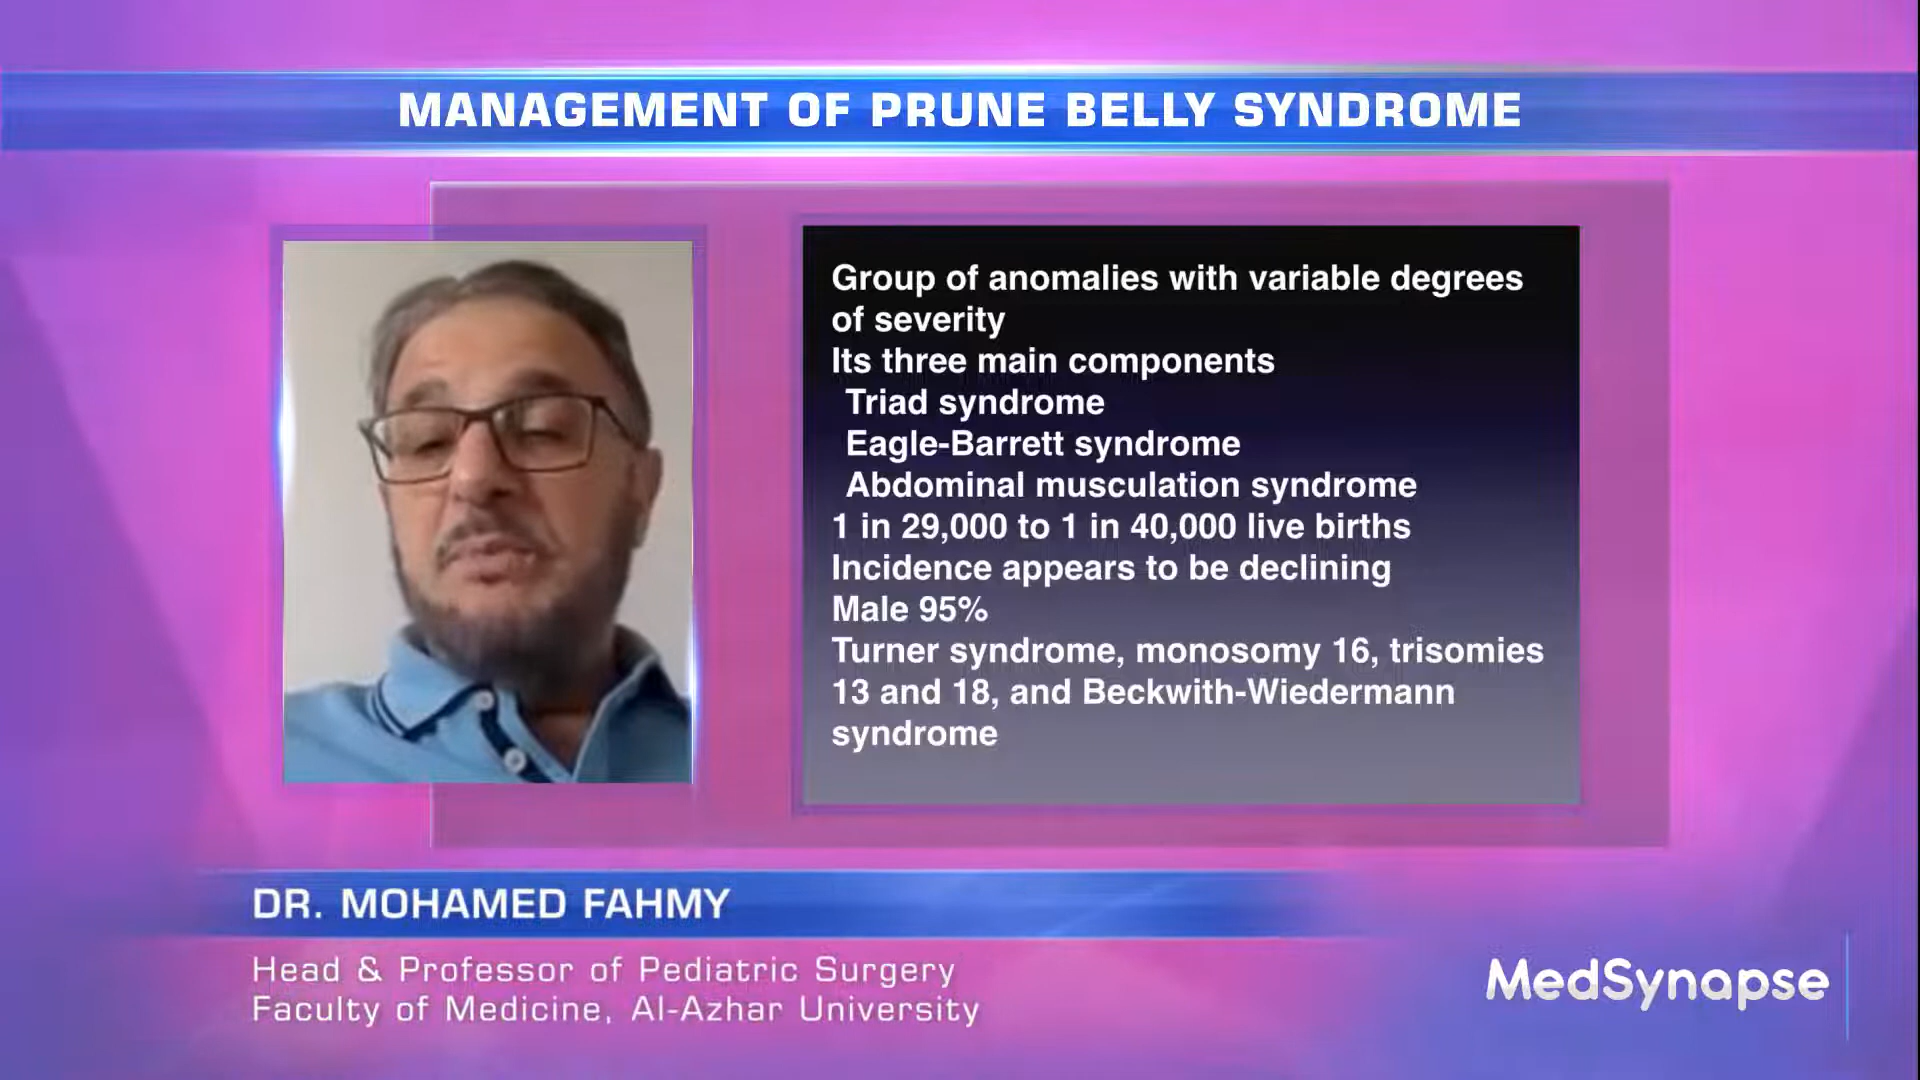 MANAGEMENT OF PRUNE BELLY SYNDROME
Group of anomalies with variable degrees
of severity
Its three main components
Triad syndrome
Eagle-Barrett syndrome
Abdominal musculation syndrome
1 in 29,000 to 1 in 40,000 live births
Incidence appears to be declining
Male 95%
Turner syndrome, monosomy 16, trisomies
13 and 18, and Beckwith-Wiedermann
syndrome
DR. MOHAMED FAHMY
Head & Professor of Pediatric Surgery
Faculty of Medicine, Al-Azhar University
MedSynapse